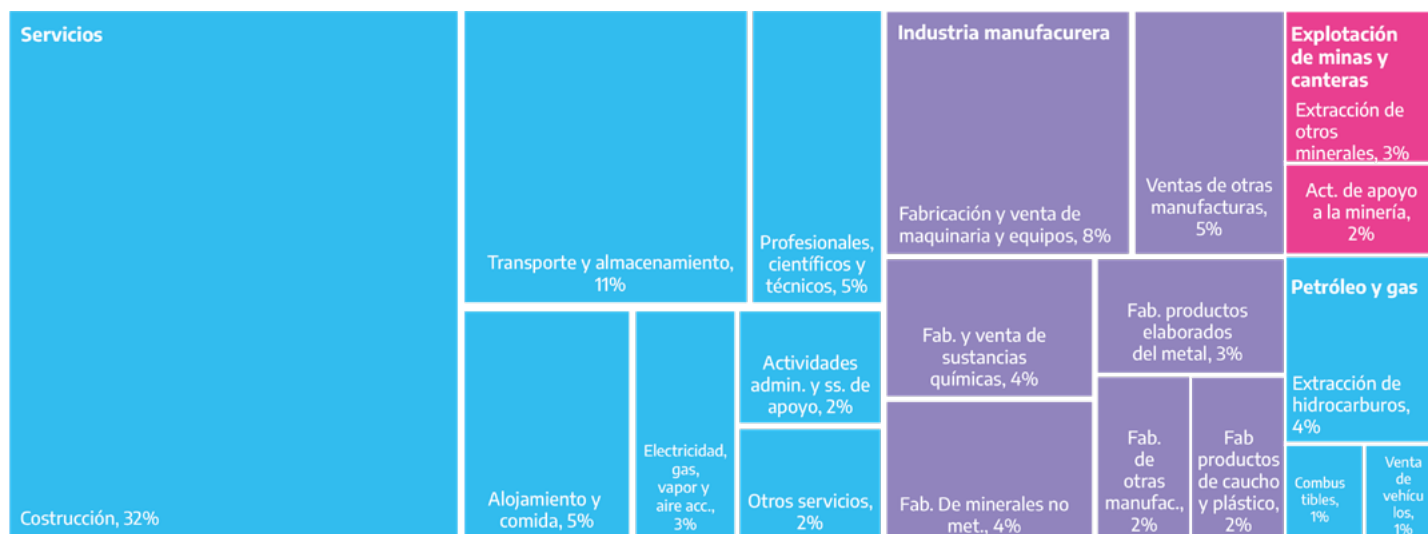 Servicios
Costrucción, 32%
Transporte y almacenamiento,
11%
Profesionales,
científicos y
técnicos, 5%
Alojamiento y
comida, 5%
Electricidad,
gas,
vapor y
aire acc.,
3%
Actividades
admin. y ss. de
apoyo, 2%
Otros servicios,
2%
Industria manufacurera
Fabricación y venta de
maquinaria y equipos, 8%
Ventas de otras
manufacturas,
5%
Fab. y venta de
sustancias
químicas, 4%
Fab. productos
elaborados
del metal, 3%
Fab. De minerales no
met., 4%
Fab.
de
otras
manufac.,
2%
Fab
productos
de caucho
y plástico,
2%
Explotación
de minas y
canteras
Extracción de
otros
minerales, 3%
Act. de apoyo
a la minería,
2%
Petróleo y gas
Extracción de
hidrocarburos,
4%
Combus
tibles,
1%
Venta
de
vehícu
los,
1%